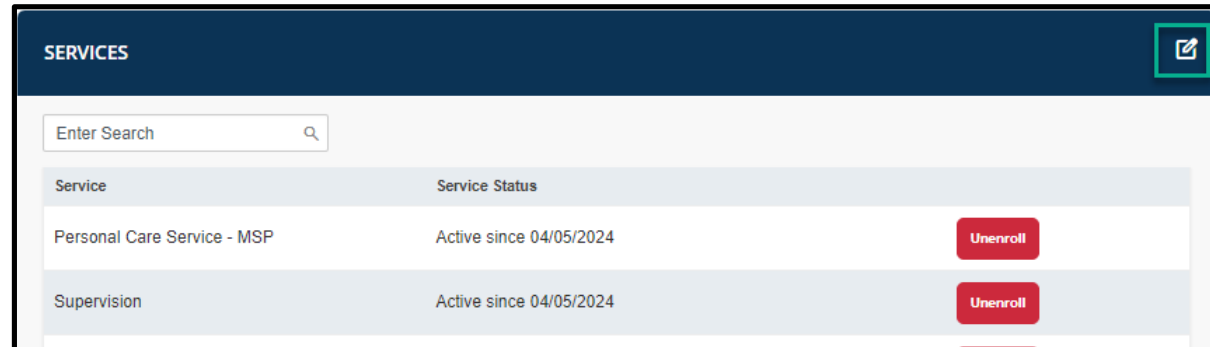 SERVICES
Enter Search
Service Service Status
Personal Care Service - MSP Active since 04/05/2024 Unenroll
Supervision Active since 04/05/2024 Unenroll